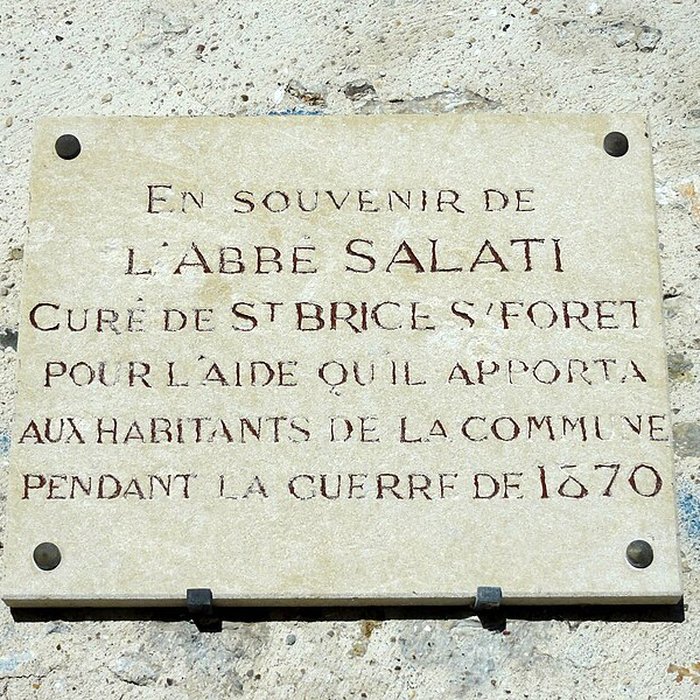 EN SOUVENIR DE
L'ABBÉ SALATI
CURÉ DE ST BRICE S/FORET
POUR L'AIDE QU'IL APPORTA
AUX HABITANTS DE LA COMMUNE
PENDANT LA GUERRE DE 1870